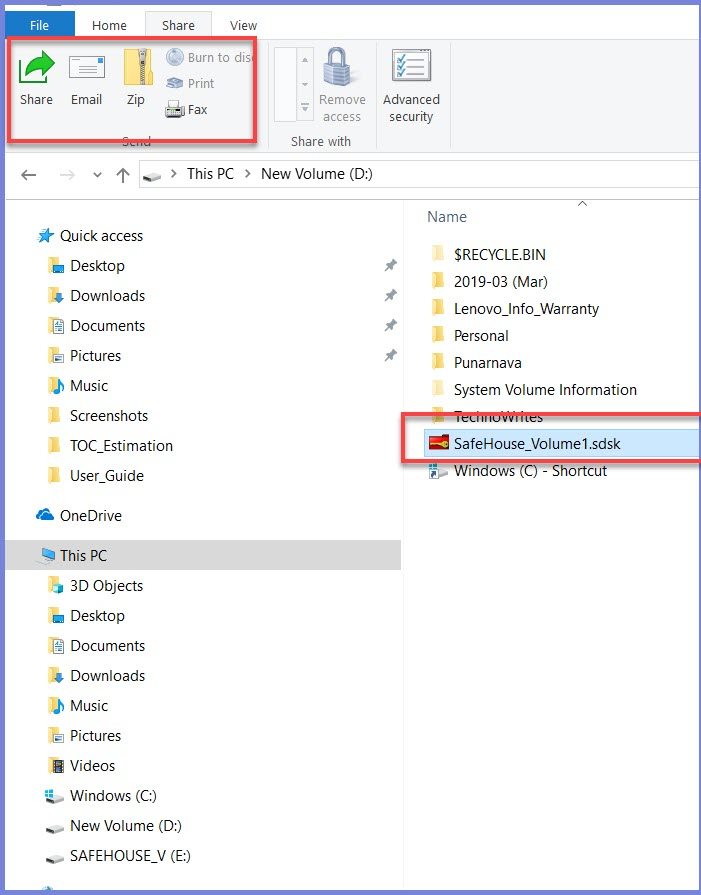 File Home Share View
Share Email Zip Burn to disc
Print
Fax
Send
Remove access
Share with
Advanced security
This PC > New Volume (D:)
Quick access
Desktop
Downloads
Documents
Pictures
Music
Screenshots
TOC_Estimation
User_Guide
OneDrive
This PC
3D Objects
Desktop
Documents
Downloads
Music
Pictures
Videos
Windows (C:)
New Volume (D:)
SAFEHOUSE_V (E:)
Name
$RECYCLE.BIN
2019-03 (Mar)
Lenovo_Info_Warranty
Personal
Punarnava
System Volume Information
TechnoWrites
SafeHouse_Volume1.sdsk
Windows (C) - Shortcut